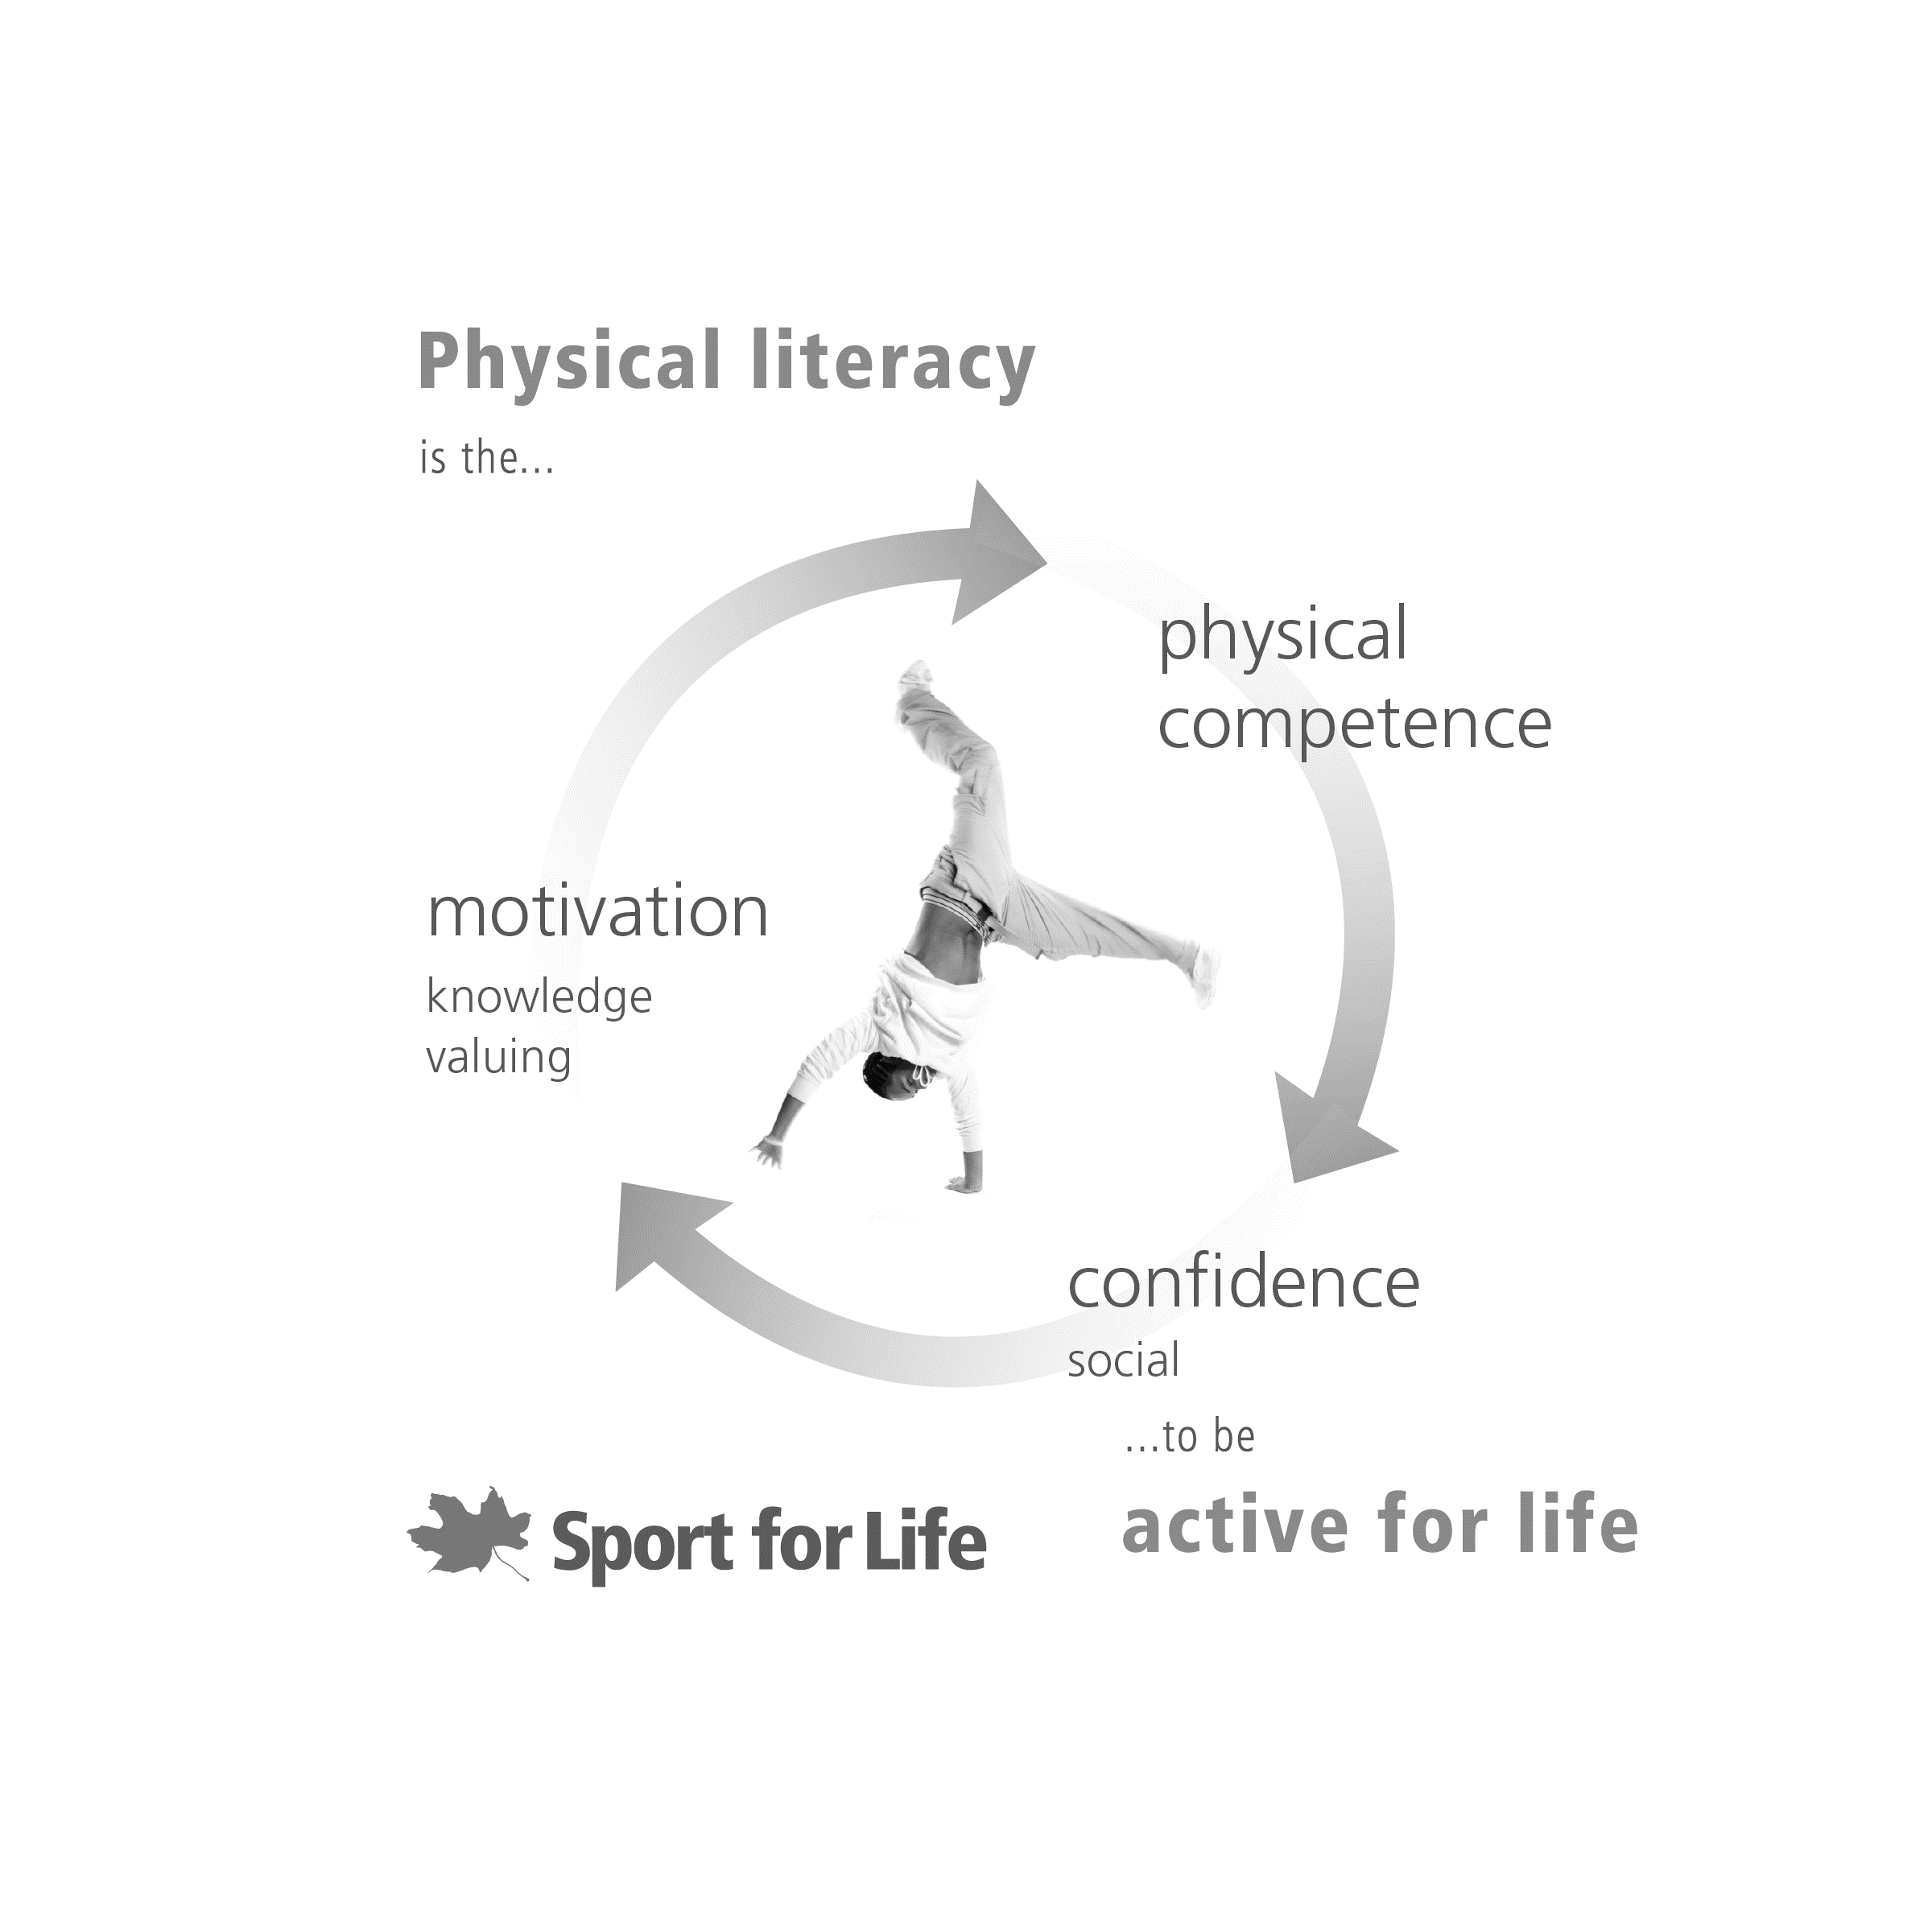 Physical literacy
is the...
physical
competence
motivation
knowledge
valuing
confidence
social
...to be
active for life
Sport for Life